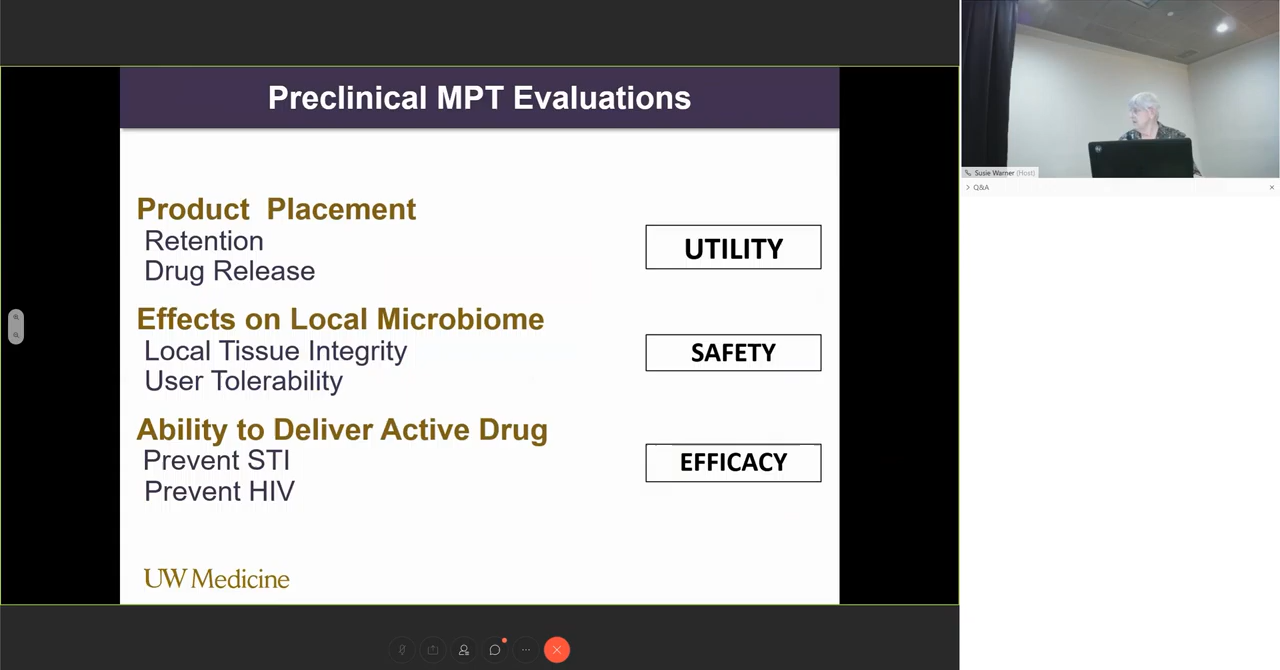 Preclinical MPT Evaluations
Product Placement
Retention
Drug Release
UTILITY
Effects on Local Microbiome
Local Tissue Integrity
User Tolerability
SAFETY
Ability to Deliver Active Drug
Prevent STI
Prevent HIV
EFFICACY
UW Medicine
Susie Warner (Host)
Q&A